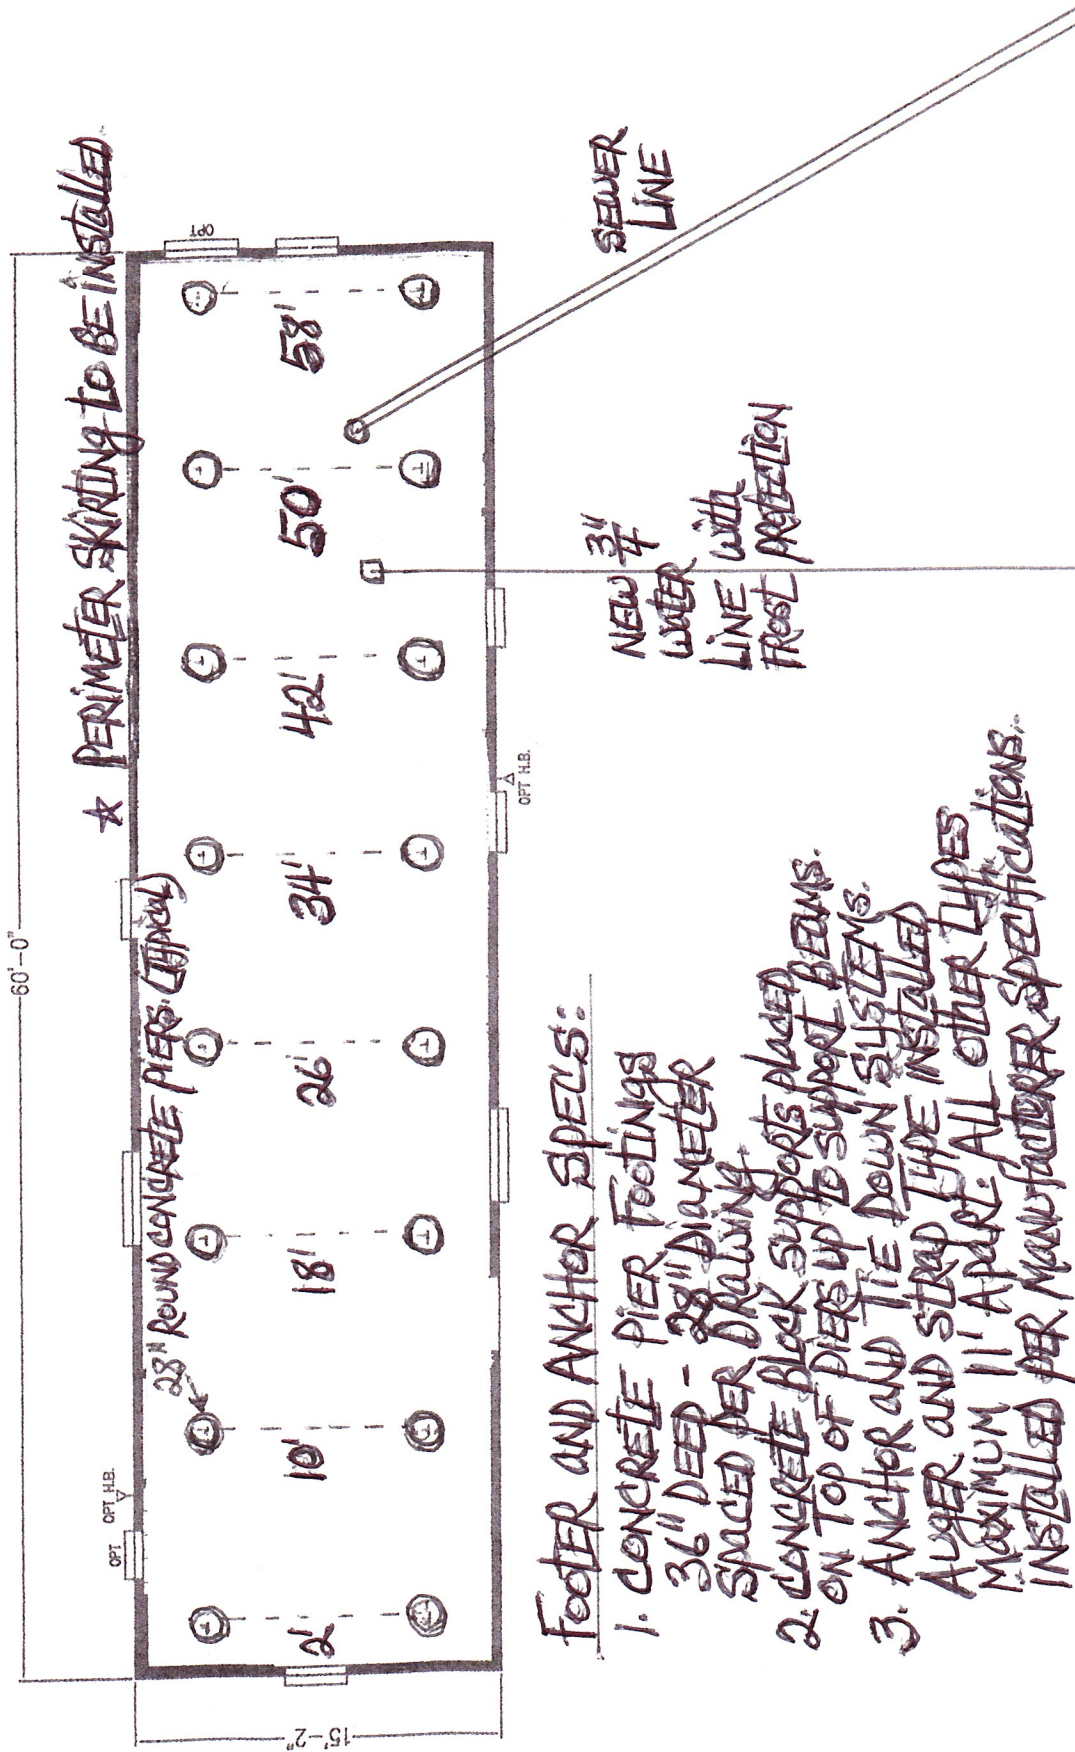 60'-0"
★ PERIMETER SKIRTING to BE iNStallED.
OPT
OPT H.B.
28" ROUND CONCRETE PIERS. (typical)
OPT
15'-2"
2'
10'
18'
26'
34'
42'
50'
58'
OPT H.B.
SEWER
LINE
NEW 3/4"
WATER
LINE with
FROST PROTECTION
FOOTER AND ANCHOR SPECS:
1. CONCRETE PIER FOOTINGS
36" DEEP - 28" DIAMETER
SPACED PER DRAWING.
2. CONCRETE BLOCK SUPPORTS PLACED
ON TOP OF PIERS UP TO SUPPORT BEAMS.
3. ANCHOR AND TIE DOWN SYSTEMS.
AUGER AND STRAP TYPE INSTALLED
MAXIMUM 11' APART. ALL OTHER TYPES
INSTALLED PER MANUFACTURER SPECIFICATIONS.